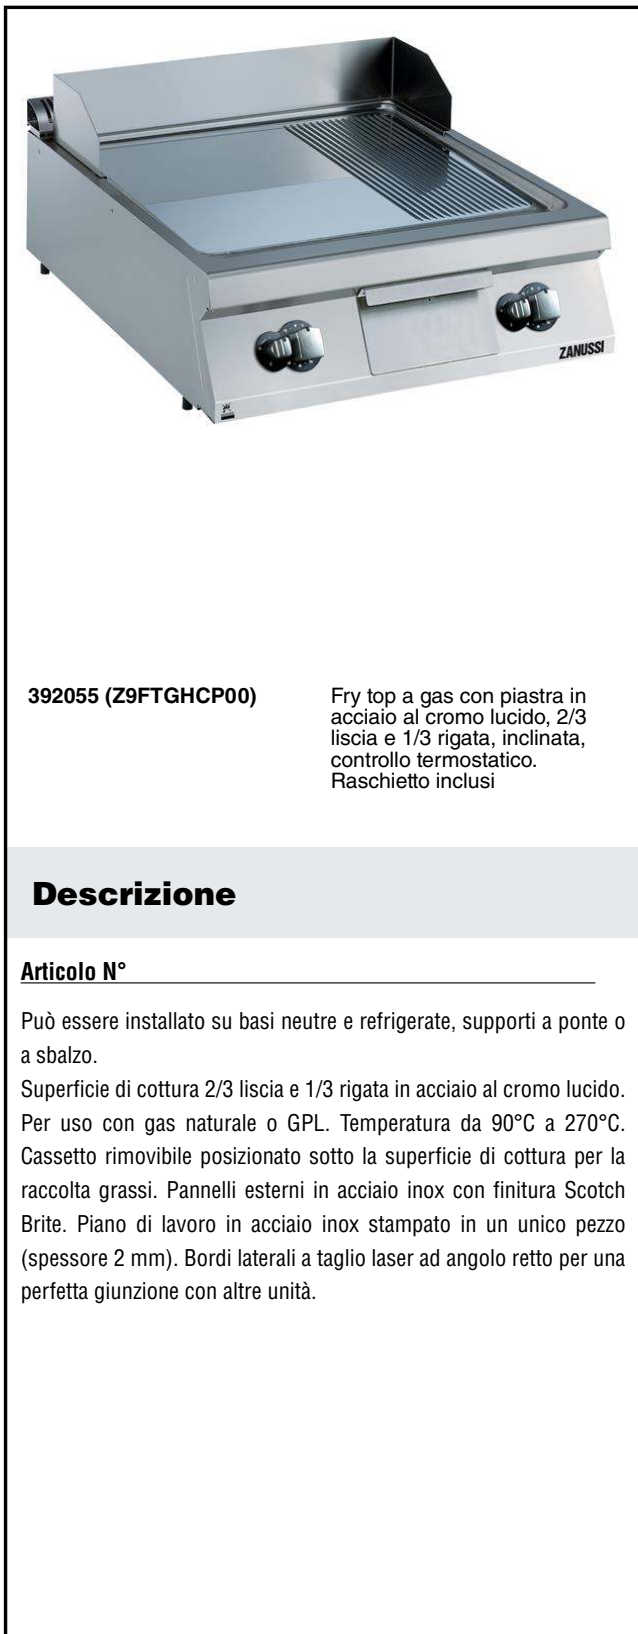 ZANUSSI
392055 (Z9FTGHCP00)
Fry top a gas con piastra in
acciaio al cromo lucido, 2/3
liscia e 1/3 rigata, inclinata,
controllo termostatico.
Raschietto inclusi
Descrizione
Articolo N°
Può essere installato su basi neutre e refrigerate, supporti a ponte o
a sbalzo.
Superficie di cottura 2/3 liscia e 1/3 rigata in acciaio al cromo lucido.
Per uso con gas naturale o GPL. Temperatura da 90°C a 270°C.
Cassetto rimovibile posizionato sotto la superficie di cottura per la
raccolta grassi. Pannelli esterni in acciaio inox con finitura Scotch
Brite. Piano di lavoro in acciaio inox stampato in un unico pezzo
(spessore 2 mm). Bordi laterali a taglio laser ad angolo retto per una
perfetta giunzione con altre unità.